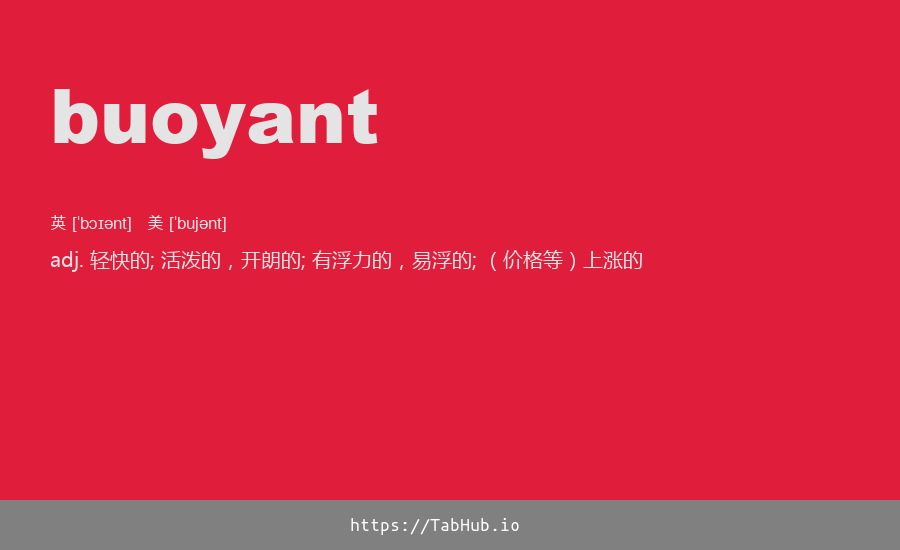 buoyant
英 [ˈbɔɪənt] 美 [ˈbujənt]
adj. 轻快的; 活泼的，开朗的; 有浮力的，易浮的; （价格等）上涨的
https://TabHub.io